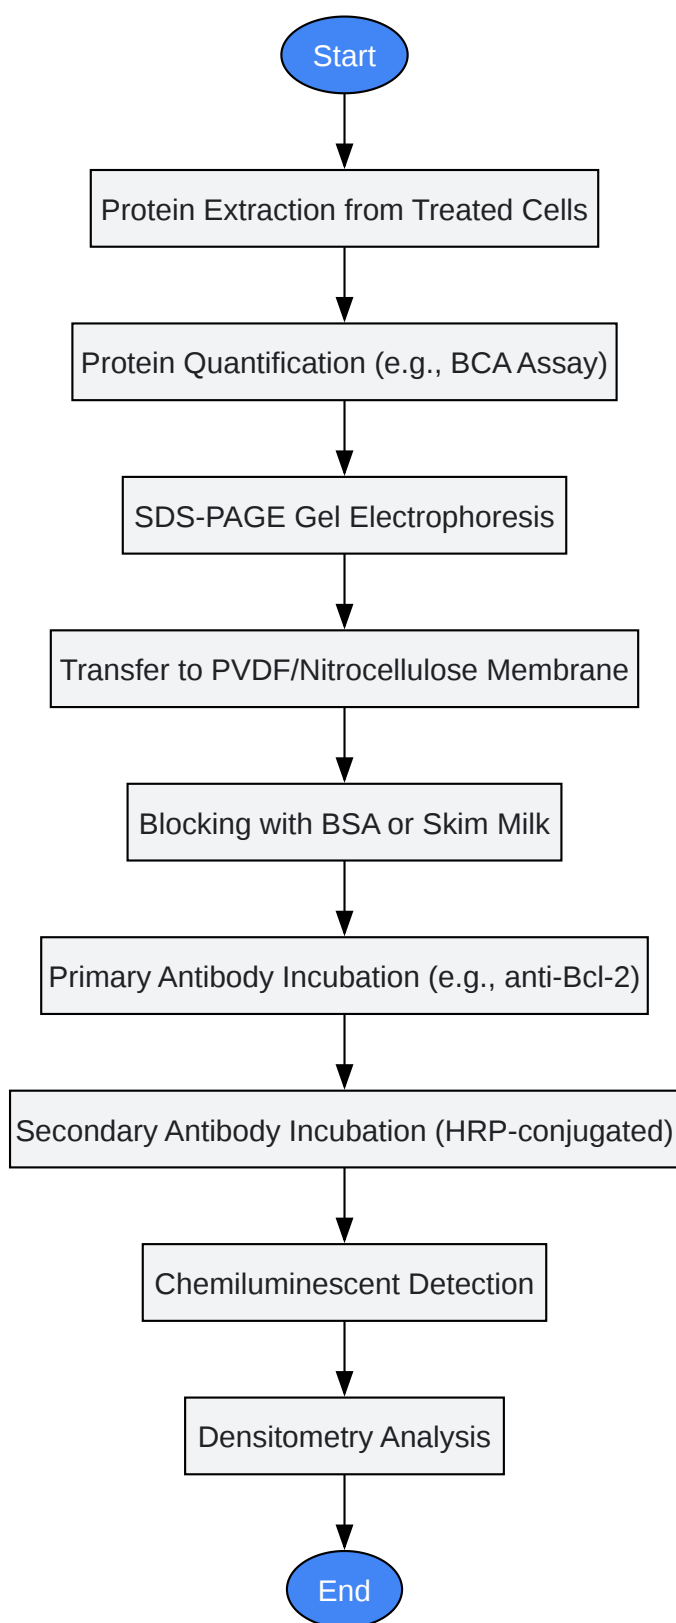 Start
Protein Extraction from Treated Cells
Protein Quantification (e.g., BCA Assay)
SDS-PAGE Gel Electrophoresis
Transfer to PVDF/Nitrocellulose Membrane
Blocking with BSA or Skim Milk
Primary Antibody Incubation (e.g., anti-Bcl-2)
Secondary Antibody Incubation (HRP-conjugated)
Chemiluminescent Detection
Densitometry Analysis
End